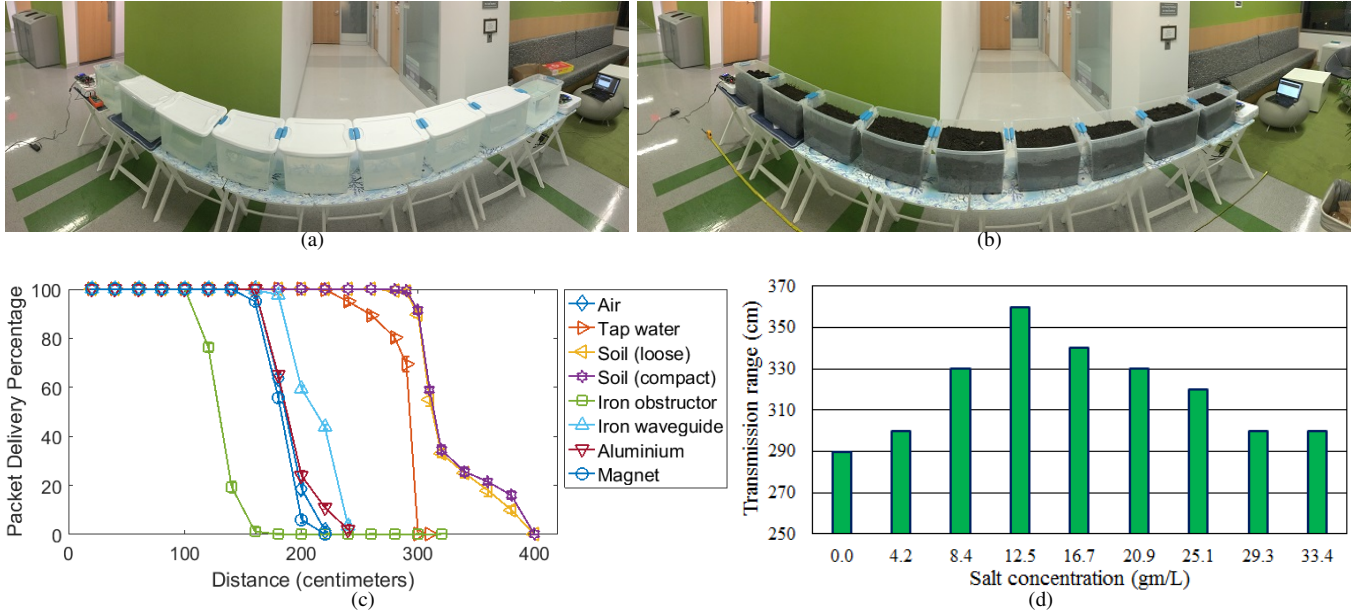 (a)
(b)
100
80
60
40
20
0
Packet Delivery Percentage
0
100
200
300
400
Distance (centimeters)
Air
Tap water
Soil (loose)
Soil (compact)
Iron obstructor
Iron waveguide
Aluminium
Magnet
(c)
370
350
330
310
290
270
250
Transmission range (cm)
0.0 4.2 8.4 12.5 16.7 20.9 25.1 29.3 33.4
Salt concentration (gm/L)
(d)